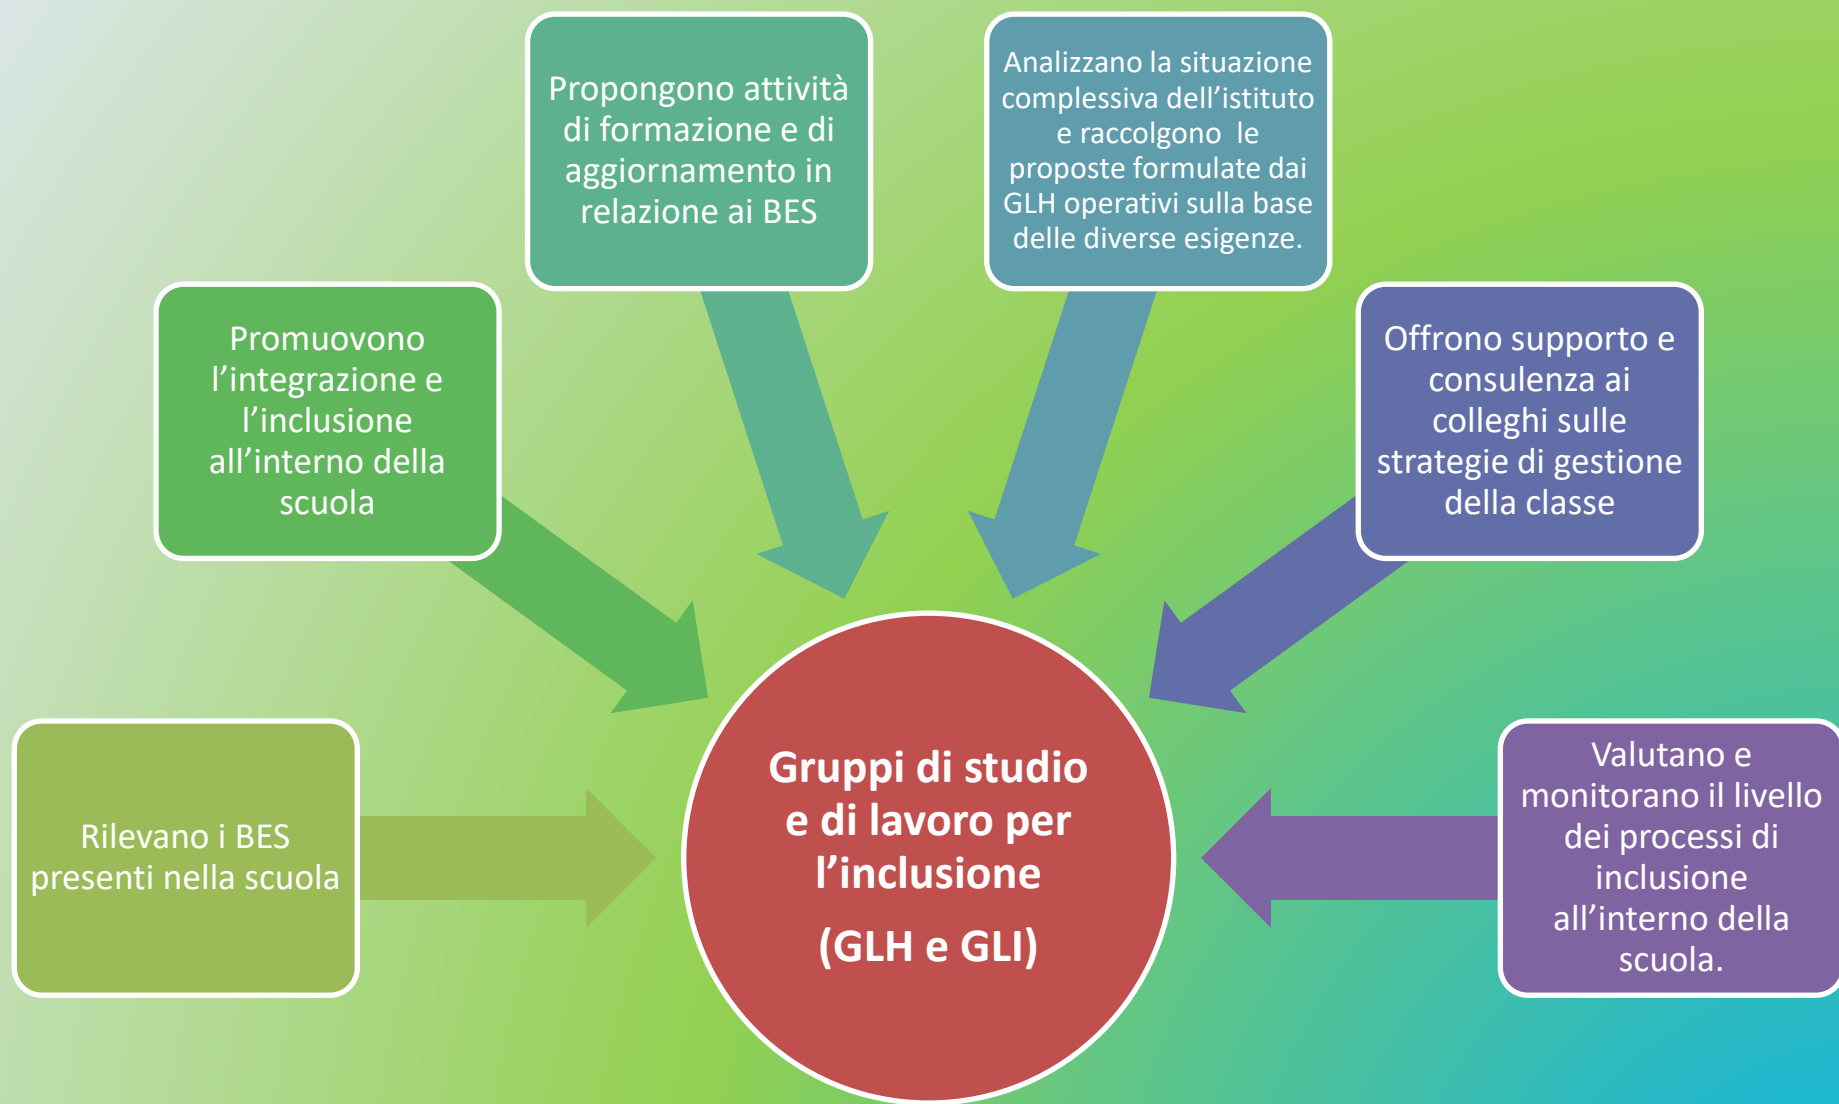 Propongono attività
di formazione e di
aggiornamento in
relazione ai BES
Analizzano la situazione
complessiva dell’istituto
e raccolgono  le
proposte formulate dai
GLH operativi sulla base
delle diverse esigenze.
Promuovono
l’integrazione e
l’inclusione
all’interno della
scuola
Offrono supporto e
consulenza ai
colleghi sulle
strategie di gestione
della classe
Rilevano i BES
presenti nella scuola
Gruppi di studio
e di lavoro per
l’inclusione
(GLH e GLI)
Valutano e
monitorano il livello
dei processi di
inclusione
all’interno della
scuola.